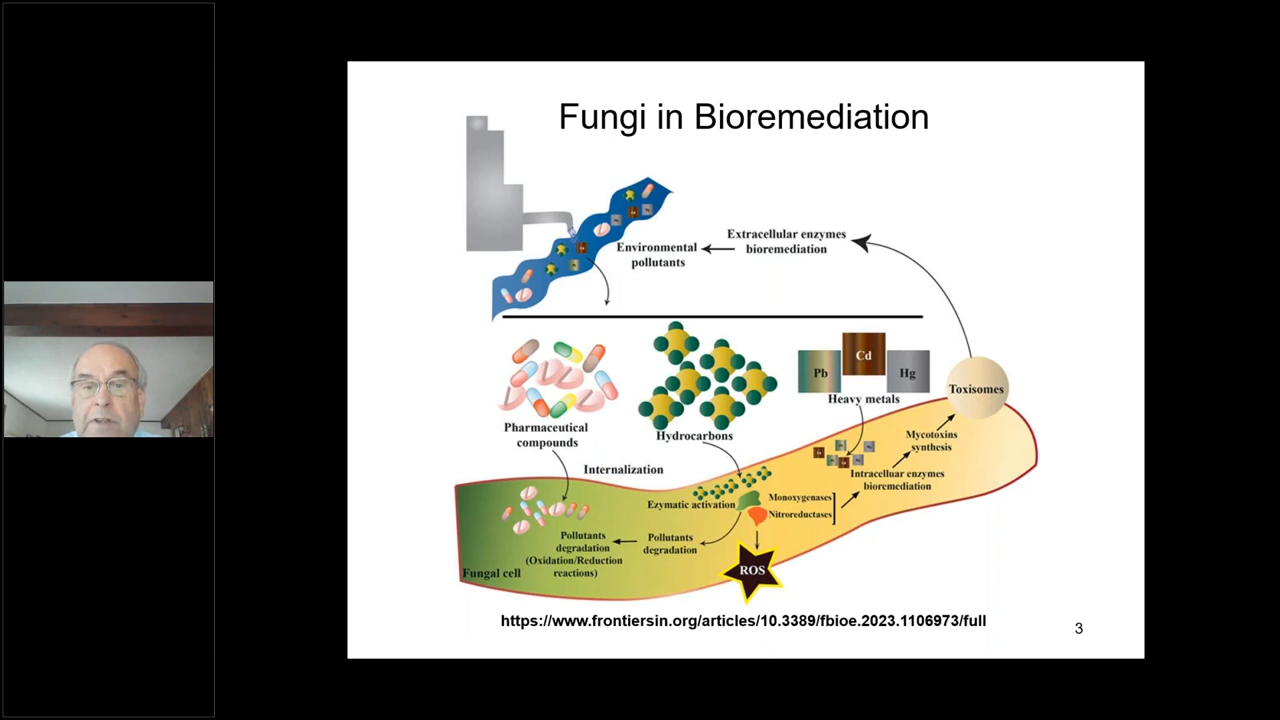 Fungi in Bioremediation
Extracellular enzymes
bioremediation
Environmental
pollutants
Pb
Cd
Hg
Heavy metals
Toxisomes
Pharmaceutical
compounds
Hydrocarbons
Mycotoxins
synthesis
Internalization
Intracelluar enzymes
bioremediation
Ezymatic activation
Monoxygenases
Nitroreductases
Pollutants
degradation
(Oxidation/Reduction
reactions)
Pollutants
degradation
ROS
Fungal cell
https://www.frontiersin.org/articles/10.3389/fbioe.2023.1106973/full
3